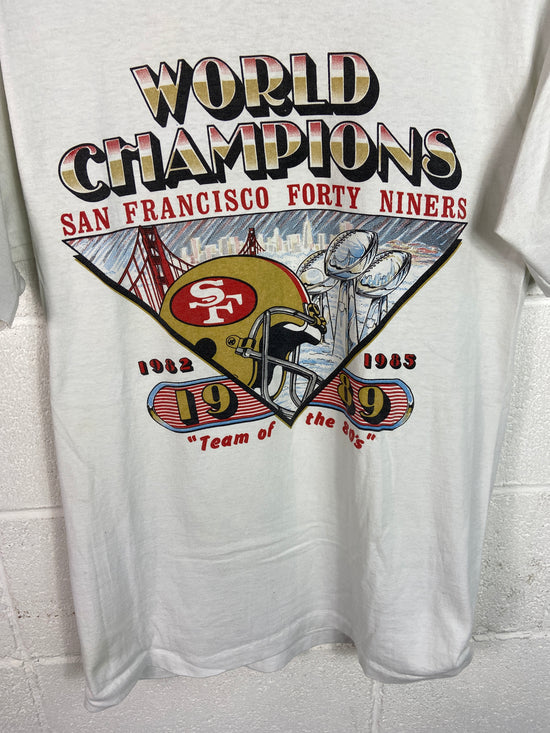 WORLD
CHAMPIONS
SAN FRANCISCO FORTY NINERS
SF
1982 1985
19 89
"Team of the 80's"